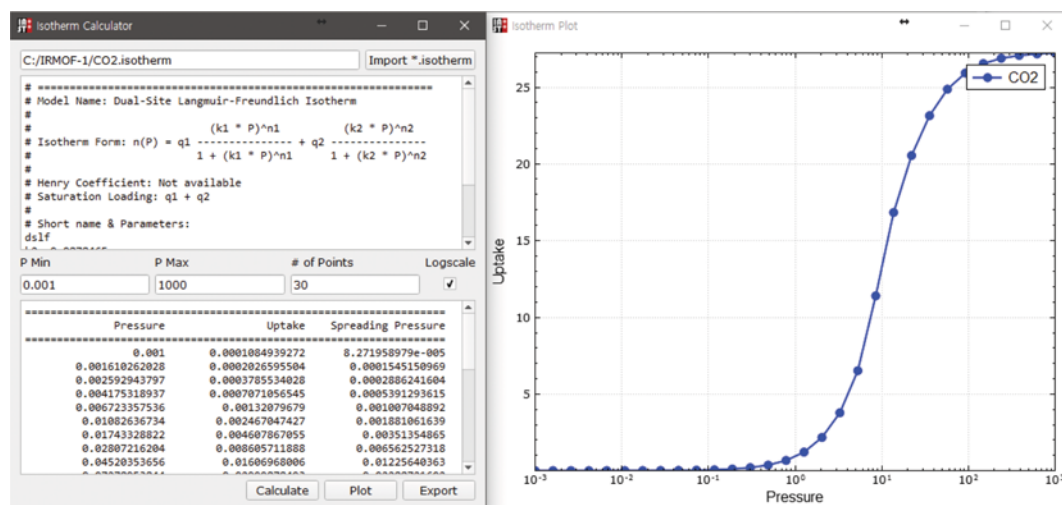 Isotherm Calculator
C:/IRMOF-1/CO2.isotherm
Import *.isotherm
# ========================================================
# Model Name: Dual-Site Langmuir-Freundlich Isotherm
#
# (k1 * P)^n1 (k2 * P)^n2
# Isotherm Form: n(P) = q1 --------------- + q2 ---------------
# 1 + (k1 * P)^n1 1 + (k2 * P)^n2
#
# Henry Coefficient: Not available
# Saturation Loading: q1 + q2
#
# Short name & Parameters:
dslf
P Min P Max # of Points Logscale
0.001 1000 30
Pressure Uptake Spreading Pressure
0.001 0.0001084939272 8.271958979e-005
0.001610262028 0.0002026595504 0.0001545150969
0.002592943797 0.0003785534028 0.0002886241604
0.004175318937 0.0007071056545 0.0005391293615
0.006723357536 0.00132079679 0.001007048892
0.01082636734 0.002467047427 0.001881061639
0.01743328822 0.004607867055 0.00351354865
0.02807216204 0.008605711888 0.006562527318
0.04520353656 0.01606968006 0.01225640363
Calculate Plot Export
Isotherm Plot
CO2
25
20
15
10
5
Uptake
10⁻³ 10⁻² 10⁻¹ 10⁰ 10¹ 10²
Pressure